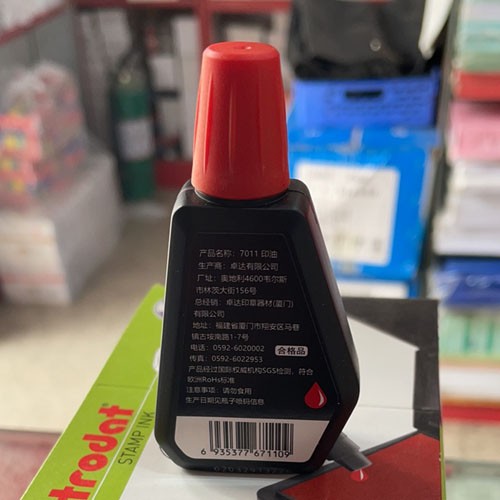 产品名称：7011 印油
生产商：卓达有限公司
厂址：奥地利4600韦尔斯
市林茨大街156号
总经销：卓达印章器材(厦门)
有限公司
地址：福建省厦门市翔安区马巷
镇古垵南路1-7号
电话：0592-6020002
传真：0592-6022953
合格品
产品经过国际权威机构SGS检测，符合
欧洲RoHs标准
注意事项：请勿食用
生产日期见瓶子喷码信息
6 935377 671109
trodat
STAMP INK